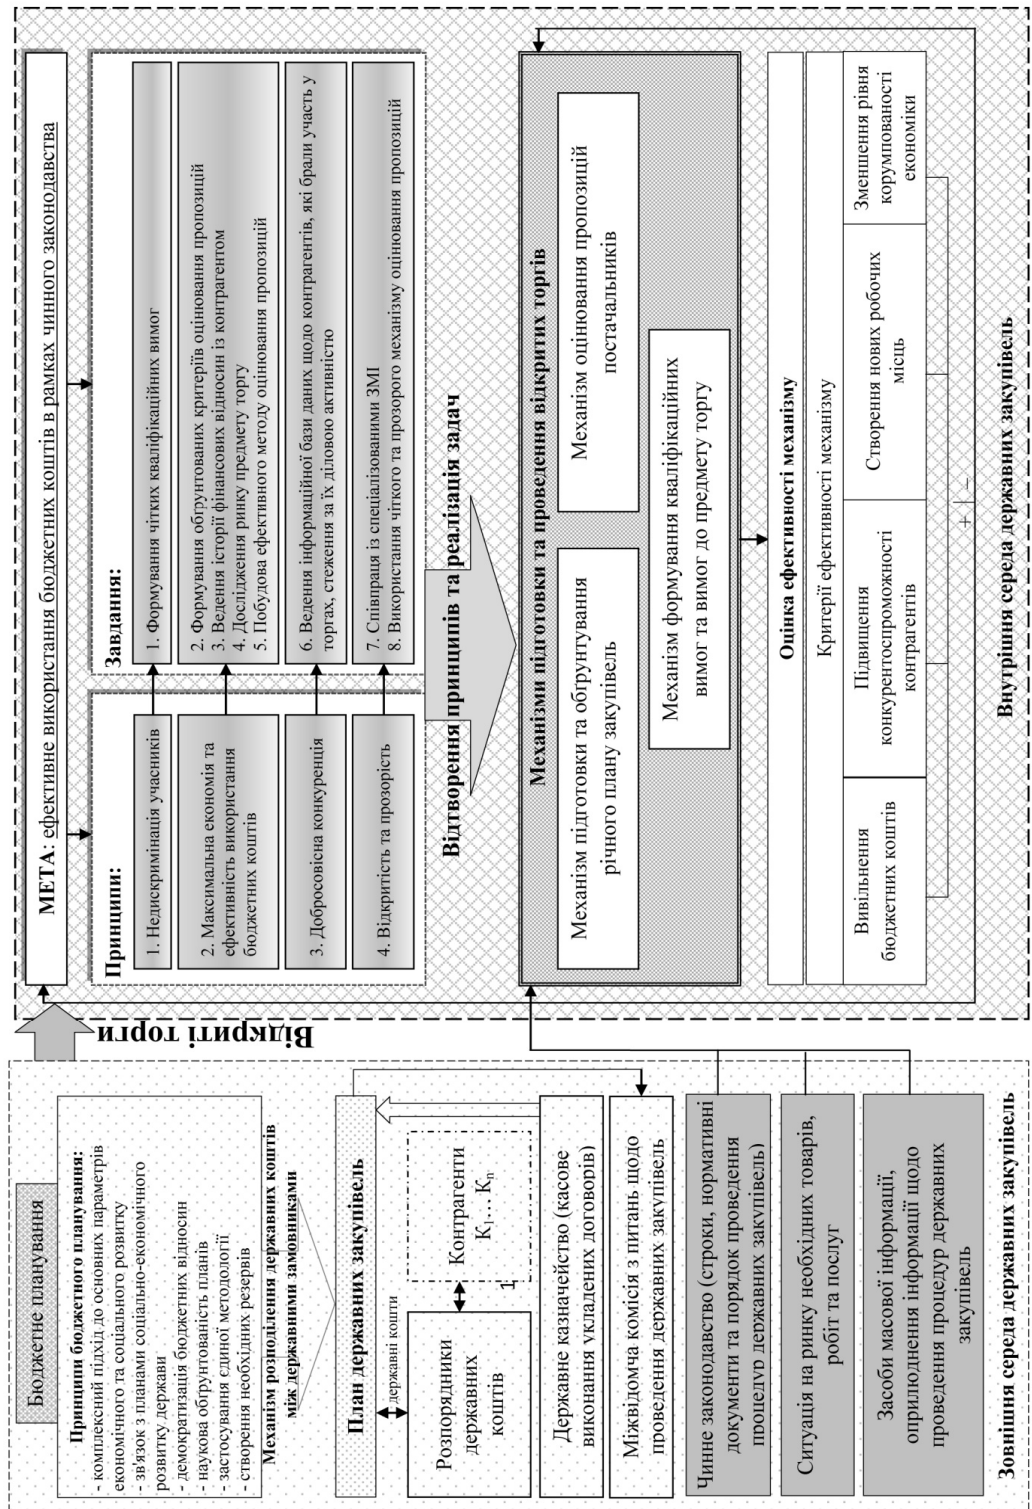 Бюджетне планування
Принципи бюджетного планування:
- комплексний підхід до основних параметрів
економічного та соціального розвитку
- зв'язок з планами соціально-економічного
розвитку держави
- демократизація бюджетних відносин
- наукова обґрунтованість планів
- застосування єдиної методології
- створення необхідних резервів
Механізм розподілення державних коштів
між державними замовниками
План державних закупівель
державні кошти
Розпорядники
державних
коштів
Контрагенти
К1… Кn
1
Державне казначейство (касове
виконання укладених договорів)
Міжвідомча комісія з питань щодо
проведення державних закупівель
Чинне законодавство (строки, нормативні
документи та порядок проведення
процедур державних закупівель)
Ситуація на ринку необхідних товарів,
робіт та послуг
Засоби масової інформації,
оприлюднення інформації щодо
проведення процедур державних
закупівель
Зовнішня середа державних закупівель
Відкриті торги
МЕТА: ефективне використання бюджетних коштів в рамках чинного законодавства
Принципи:
1. Недискримінація учасників
2. Максимальна економія та
ефективність використання
бюджетних коштів
3. Добросовісна конкуренція
4. Відкритість та прозорість
Завдання:
1. Формування чітких кваліфікаційних вимог
2. Формування обґрунтованих критеріїв оцінювання пропозицій
3. Ведення історії фінансових відносин із контрагентом
4. Дослідження ринку предмету торгу
5. Побудова ефективного методу оцінювання пропозицій
6. Ведення інформаційної бази даних щодо контрагентів, які брали участь у
торгах, стеження за їх діловою активністю
7. Співпраця із спеціалізованими ЗМІ
8. Використання чіткого та прозорого механізму оцінювання пропозицій
Відтворення принципів та реалізація задач
Механізми підготовки та проведення відкритих торгів
Механізм підготовки та обґрунтування
річного плану закупівель
Механізм оцінювання пропозицій
постачальників
Механізм формування кваліфікаційних
вимог та вимог до предмету торгу
Оцінка ефективності механізму
Критерії ефективності механізму
Вивільнення
бюджетних коштів
Підвищення
конкурентоспроможності
контрагентів
Створення нових робочих
місць
Зменшення рівня
корумпованості
економіки
+ –
Внутрішня середа державних закупівель